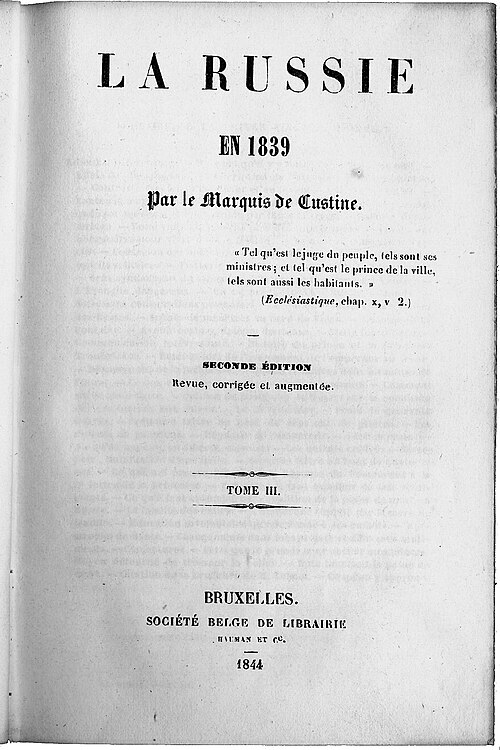 LA RUSSIE
EN 1839
Par le Marquis de Custine.
« Tel qu'est le juge du peuple, tels sont ses
ministres ; et tel qu'est le prince de la ville,
tels sont aussi les habitants. »
(Ecclésiastique, chap. x, v 2.)
SECONDE ÉDITION
Revue, corrigée et augmentée.
TOME III.
BRUXELLES.
SOCIÉTÉ BELGE DE LIBRAIRIE
HAUMAN ET Ce.
1844